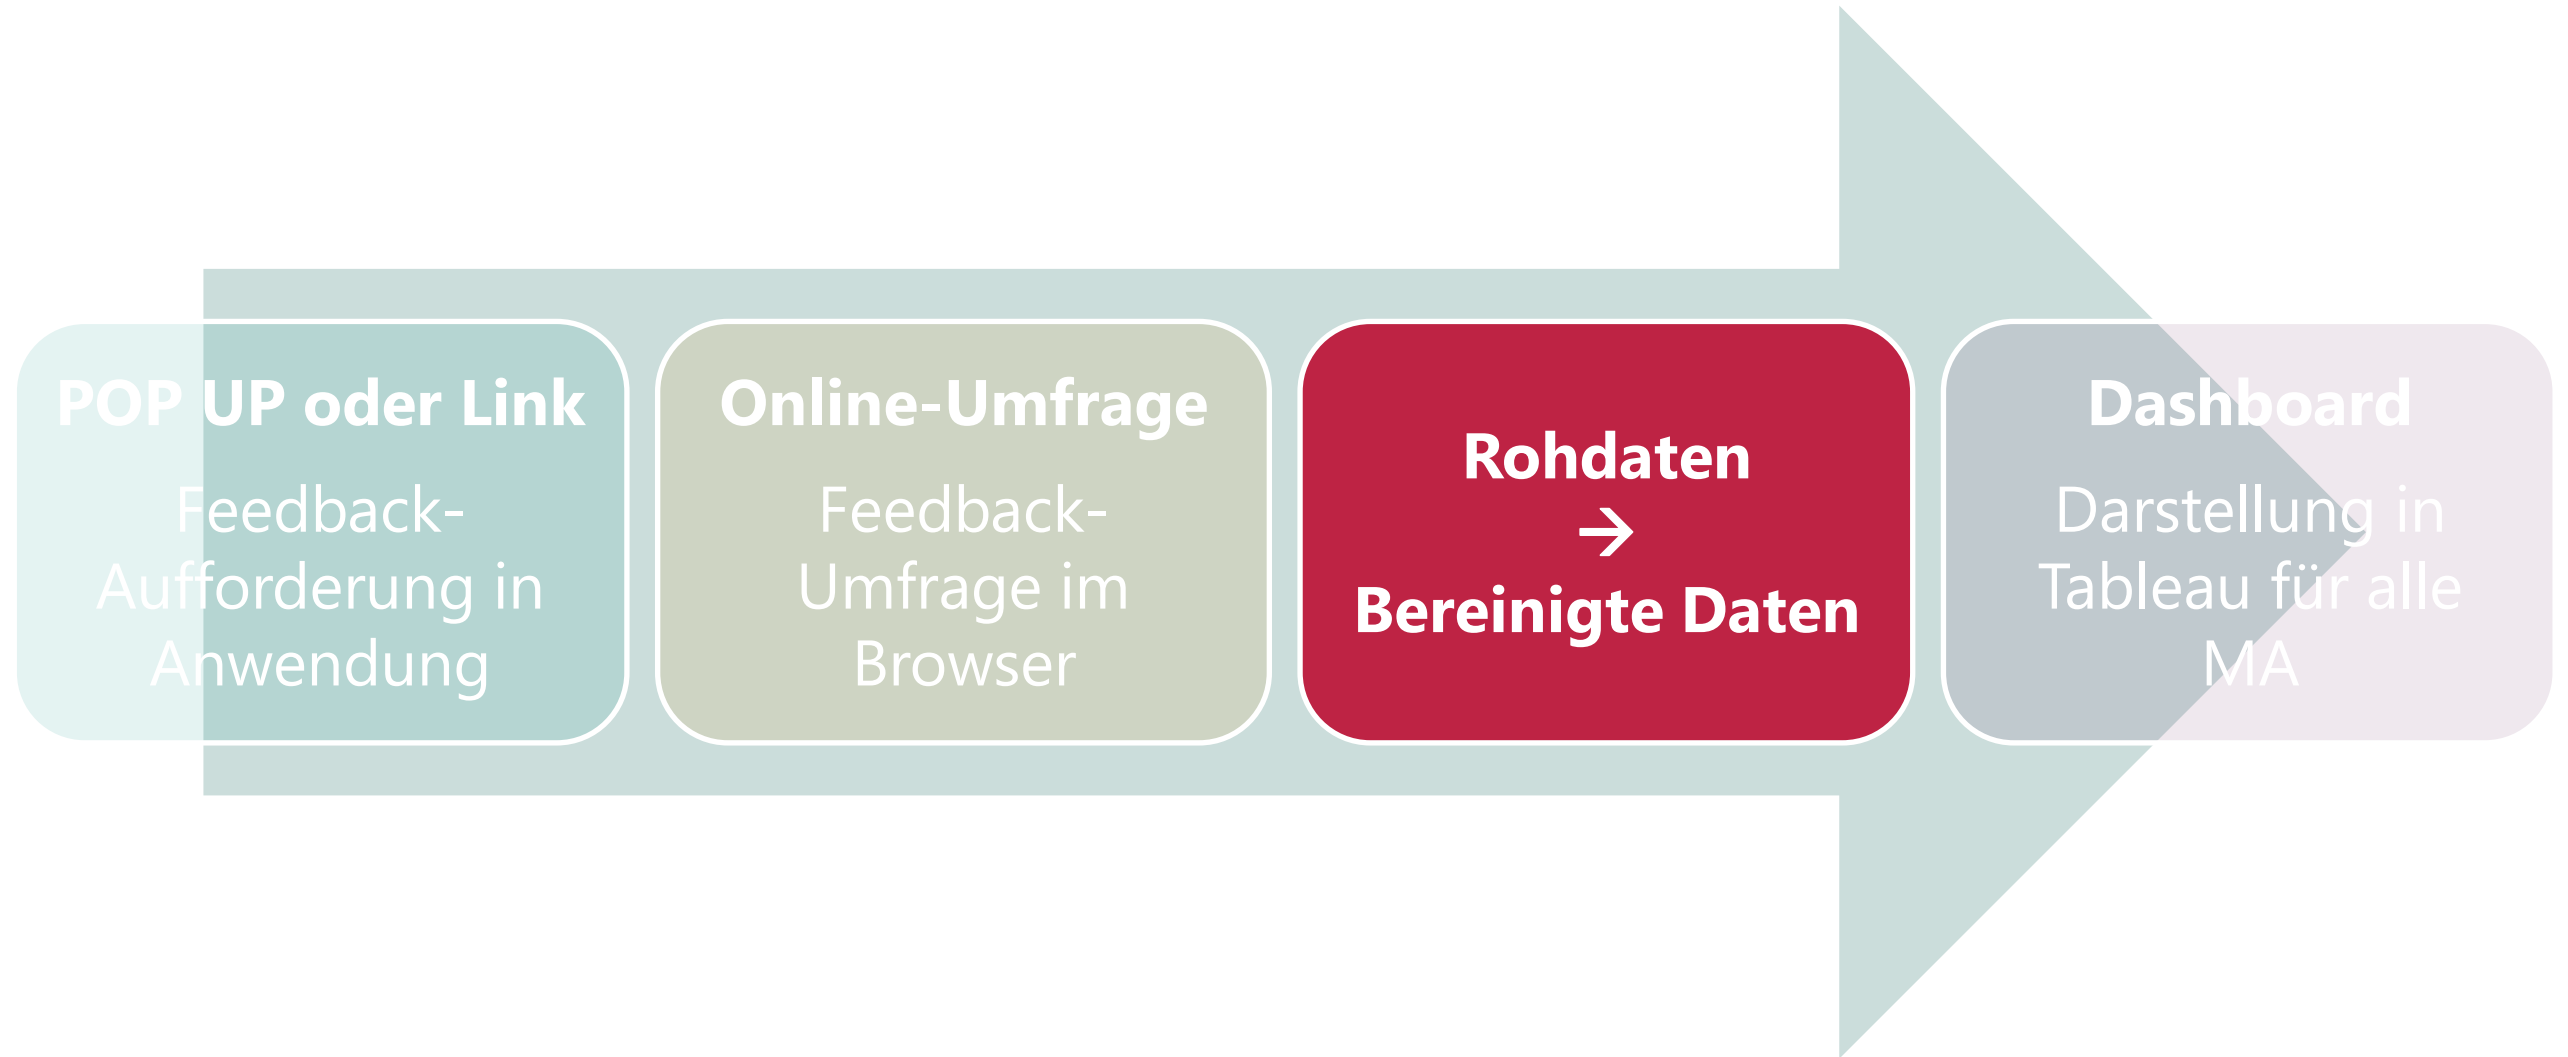 POP UP oder Link
Feedback-
Aufforderung in
Anwendung
Online-Umfrage
Feedback-
Umfrage im
Browser
Rohdaten
→
Bereinigte Daten
Dashboard
Darstellung in
Tableau für alle
MA